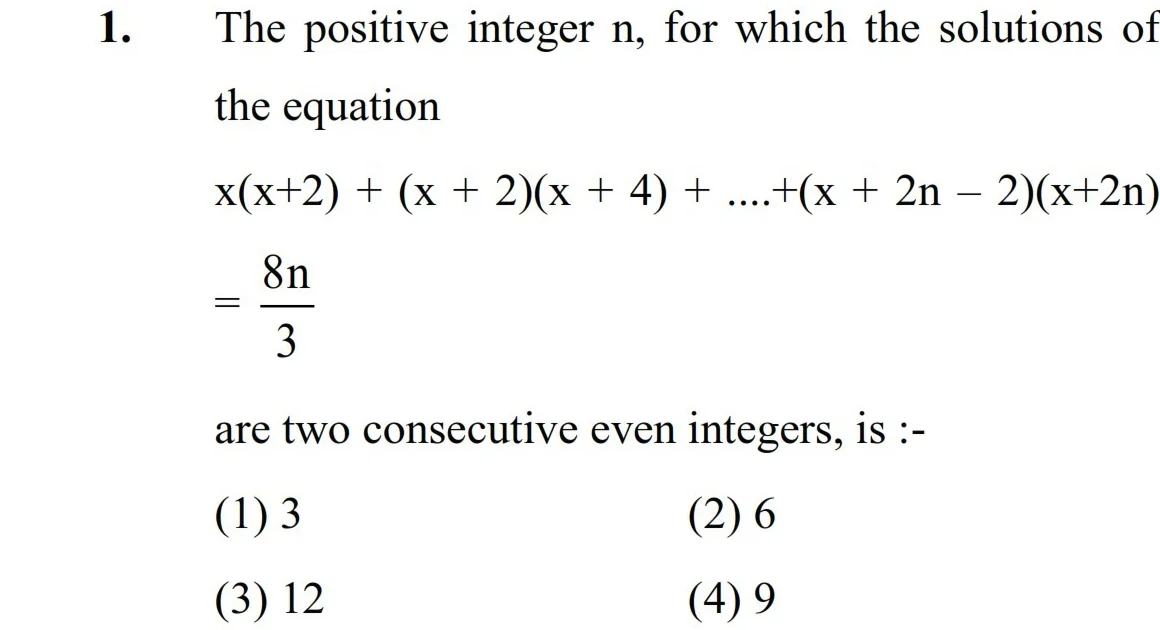 1. The positive integer n, for which the solutions of
the equation
x(x+2) + (x + 2)(x + 4) + ....+(x + 2n – 2)(x+2n)
= 8n/3
are two consecutive even integers, is :-
(1) 3 (2) 6
(3) 12 (4) 9